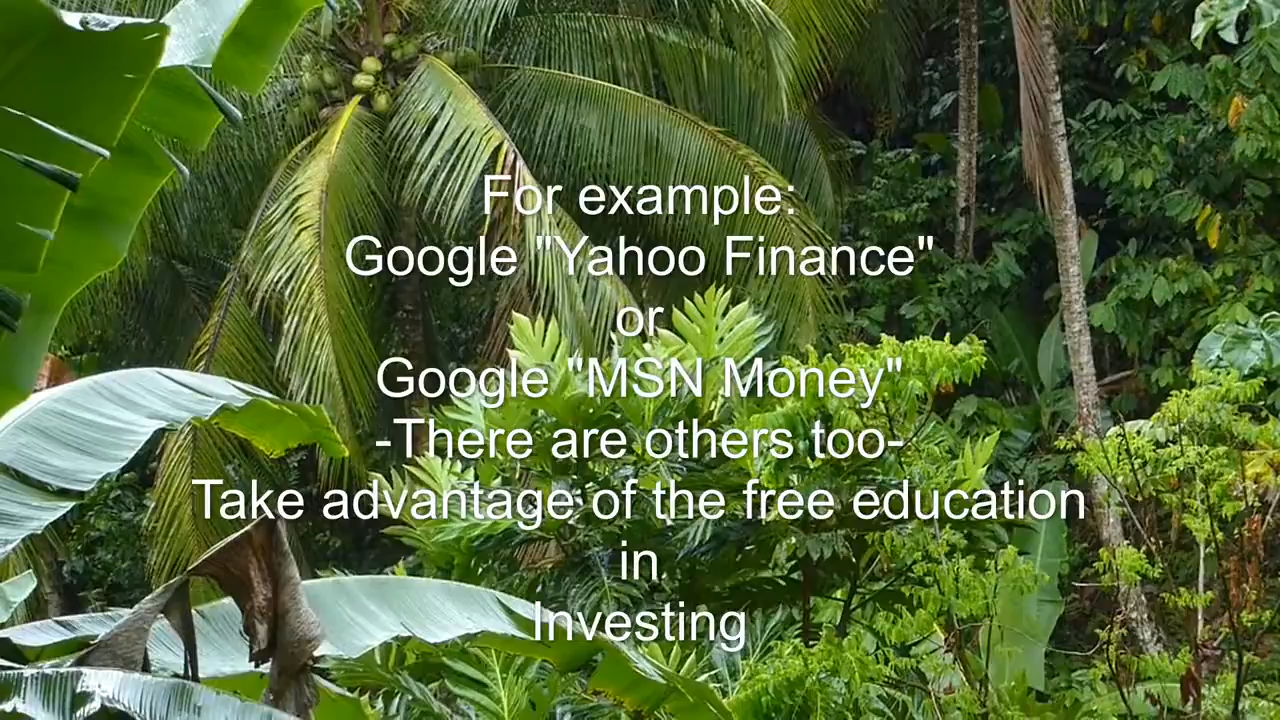 For example:
Google "Yahoo Finance"
or
Google "MSN Money"
-There are others too-
Take advantage of the free education
in
Investing